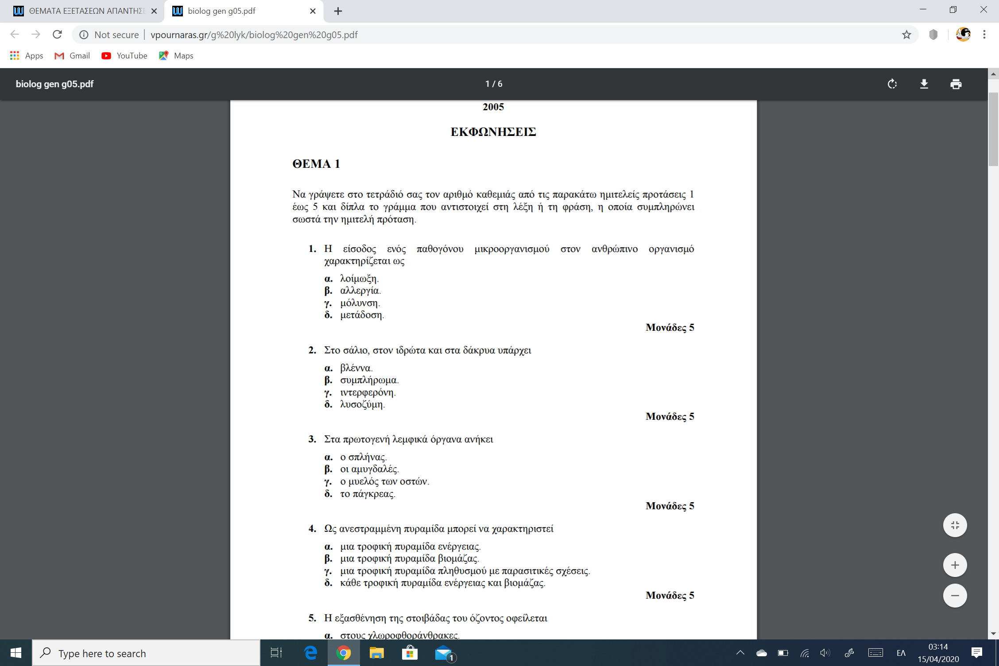 ΘΕΜΑΤΑ ΕΞΕΤΑΣΕΩΝ ΑΠΑΝΤΗΣΕ
biolog gen g05.pdf
Not secure
vpournaras.gr/g%20lyk/biolog%20gen%20g05.pdf
Apps
Gmail
YouTube
Maps
biolog gen g05.pdf
1 / 6
2005
ΕΚΦΩΝΗΣΕΙΣ
ΘΕΜΑ 1
Να γράψετε στο τετράδιό σας τον αριθμό καθεμιάς από τις παρακάτω ημιτελείς προτάσεις 1
έως 5 και δίπλα το γράμμα που αντιστοιχεί στη λέξη ή τη φράση, η οποία συμπληρώνει
σωστά την ημιτελή πρόταση.
1. Η είσοδος ενός παθογόνου μικροοργανισμού στον ανθρώπινο οργανισμό
χαρακτηρίζεται ως
α. λοίμωξη.
β. αλλεργία.
γ. μόλυνση.
δ. μετάδοση.
Μονάδες 5
2. Στο σάλιο, στον ιδρώτα και στα δάκρυα υπάρχει
α. βλέννα.
β. συμπλήρωμα.
γ. ιντερφερόνη.
δ. λυσοζύμη.
Μονάδες 5
3. Στα πρωτογενή λεμφικά όργανα ανήκει
α. ο σπλήνας.
β. οι αμυγδαλές.
γ. ο μυελός των οστών.
δ. το πάγκρεας.
Μονάδες 5
4. Ως ανεστραμμένη πυραμίδα μπορεί να χαρακτηριστεί
α. μια τροφική πυραμίδα ενέργειας.
β. μια τροφική πυραμίδα βιομάζας.
γ. μια τροφική πυραμίδα πληθυσμού με παρασιτικές σχέσεις.
δ. κάθε τροφική πυραμίδα ενέργειας και βιομάζας.
Μονάδες 5
5. Η εξασθένηση της στοιβάδας του όζοντος οφείλεται
α. στους χλωροφθοράνθρακες.
Type here to search
1
ΕΛ
03:14
15/04/2020